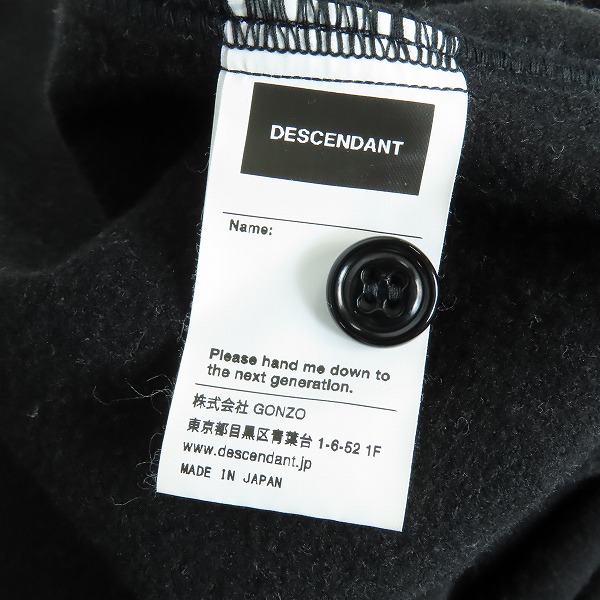 DESCENDANT
Name:
Please hand me down to
the next generation.
株式会社 GONZO
東京都目黒区青葉台 1-6-52 1F
www.descendant.jp
MADE IN JAPAN